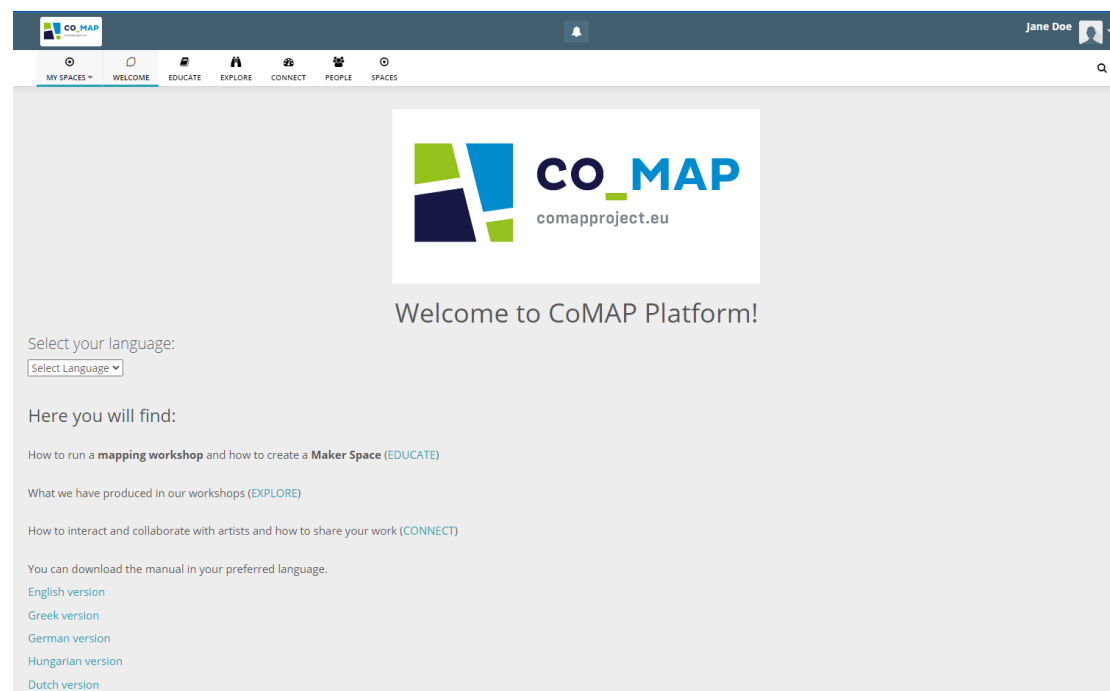 CO_MAP
Jane Doe
MY SPACES
WELCOME
EDUCATE
EXPLORE
CONNECT
PEOPLE
SPACES
CO_MAP
comapproject.eu
Welcome to CoMAP Platform!
Select your language:
Select Language
Here you will find:
How to run a mapping workshop and how to create a Maker Space (EDUCATE)
What we have produced in our workshops (EXPLORE)
How to interact and collaborate with artists and how to share your work (CONNECT)
You can download the manual in your preferred language.
English version
Greek version
German version
Hungarian version
Dutch version